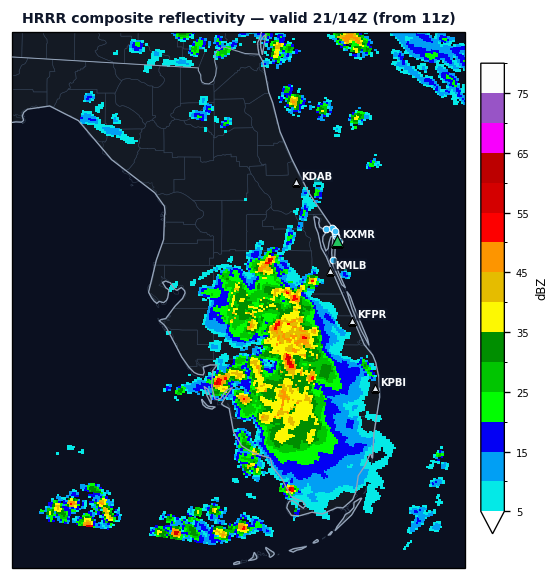 HRRR composite reflectivity — valid 21/14Z (from 11z)
KDAB
KXMR
KMLB
KFPR
KPBI
75
65
55
45
35
25
15
5
dBZ